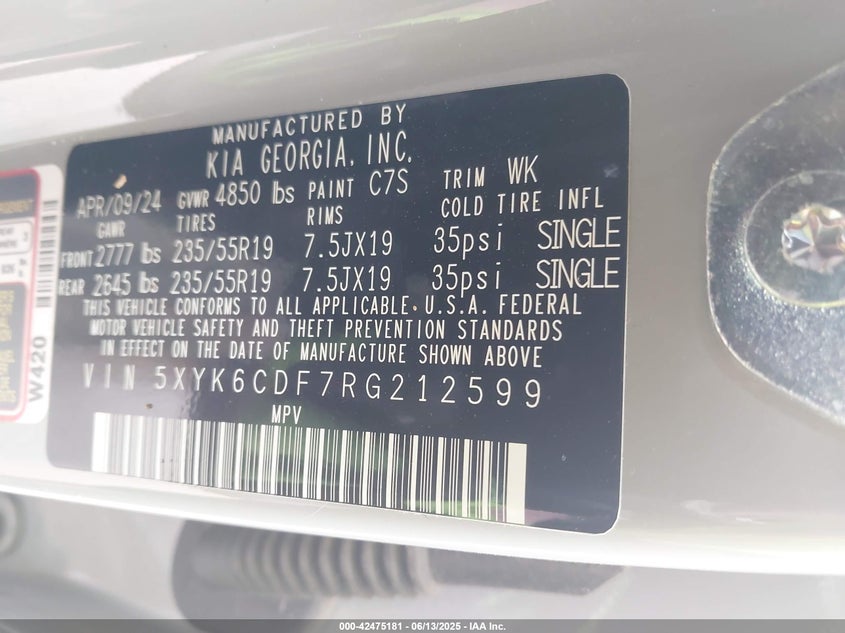 MANUFACTURED BY
KIA GEORGIA, INC.
APR/09/24 GVWR 4850 lbs PAINT C7S TRIM WK
GAWR TIRES RIMS COLD TIRE INFL
FRONT 2777 lbs 235/55R19 7.5JX19 35psi SINGLE
REAR 2645 lbs 235/55R19 7.5JX19 35psi SINGLE
THIS VEHICLE CONFORMS TO ALL APPLICABLE U.S.A. FEDERAL
MOTOR VEHICLE SAFETY AND THEFT PREVENTION STANDARDS
IN EFFECT ON THE DATE OF MANUFACTURE SHOWN ABOVE
VIN 5XYK6CDF7RG212599
MPV
W420
000-42475181 - 06/13/2025 - IAA Inc.